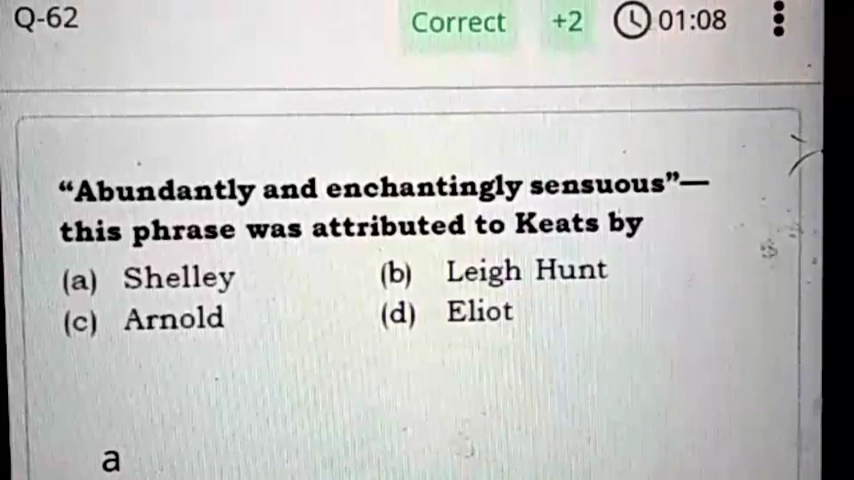 Q-62 Correct +2 01:08
“Abundantly and enchantingly sensuous”—
this phrase was attributed to Keats by
(a) Shelley (b) Leigh Hunt
(c) Arnold (d) Eliot
a